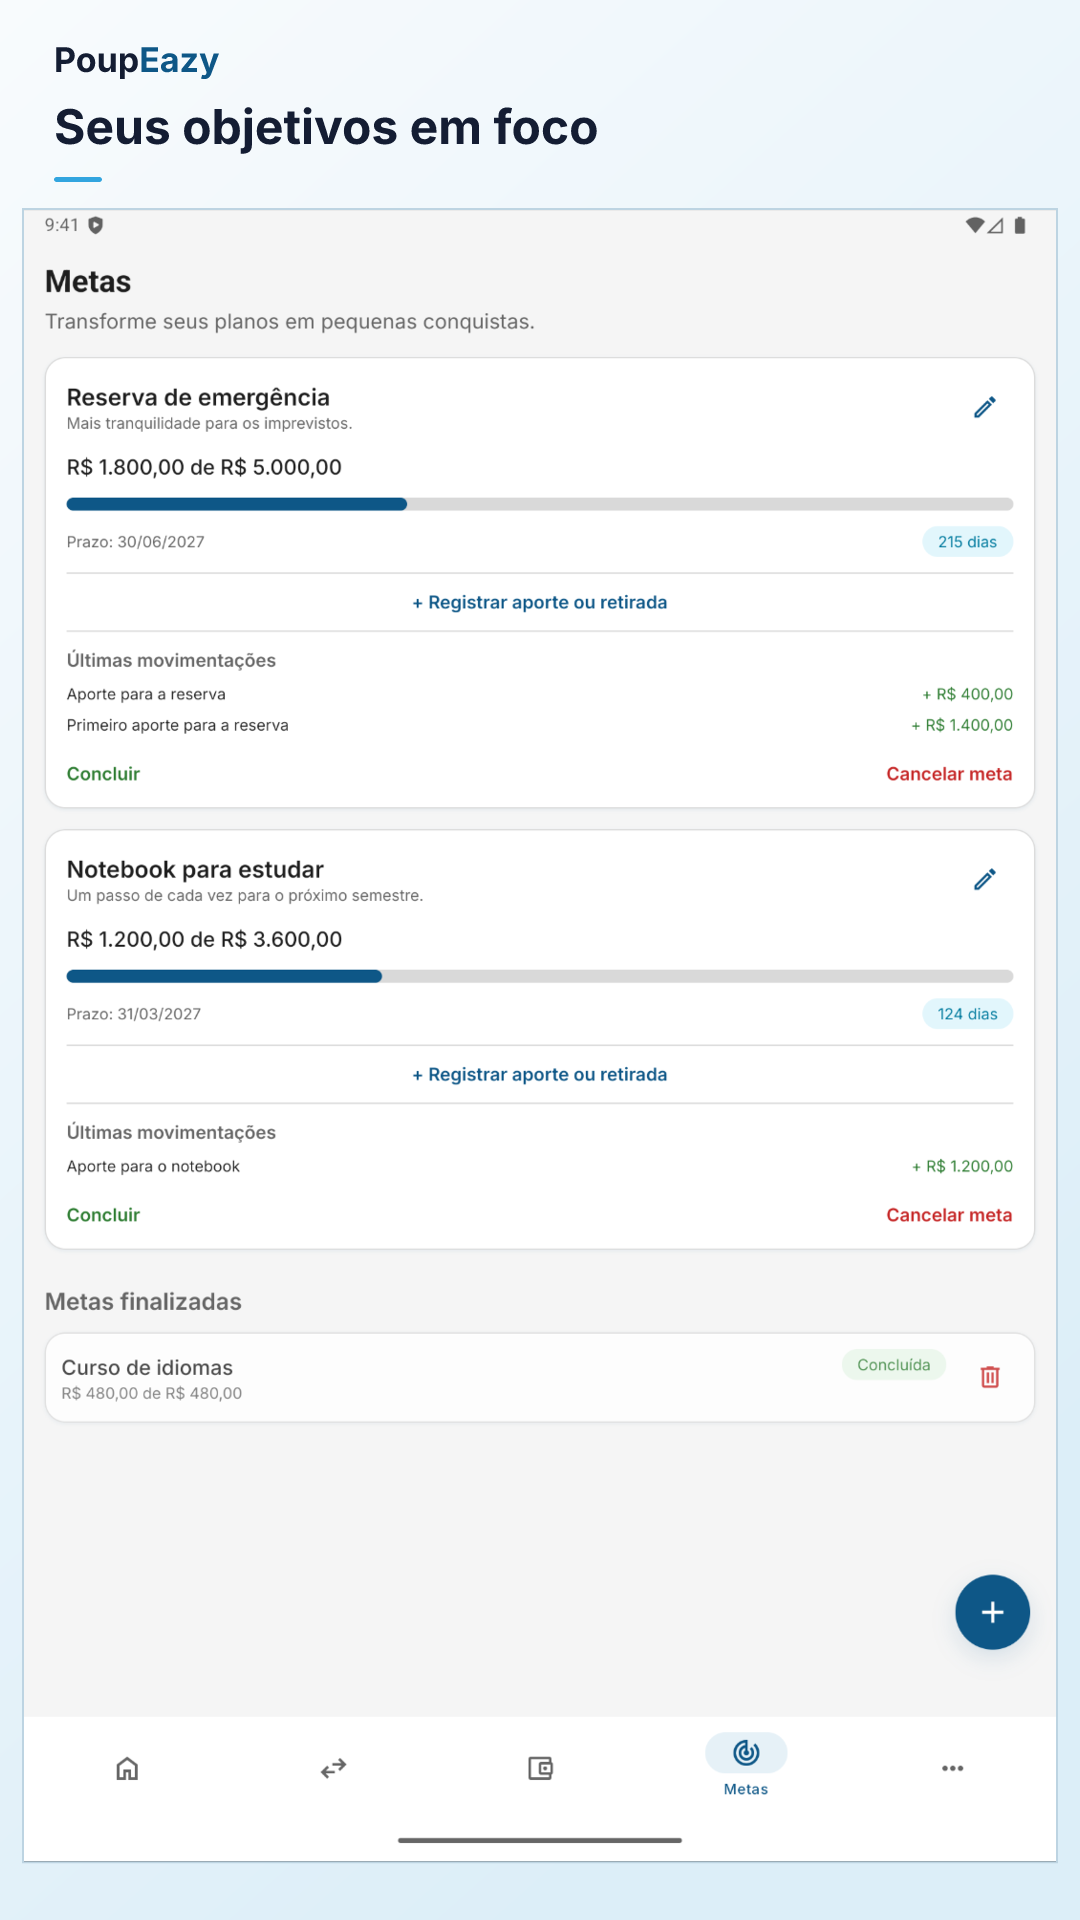 PoupEazy
Seus objetivos em foco
9:41
Metas
Transforme seus planos em pequenas conquistas.
Reserva de emergência
Mais tranquilidade para os imprevistos.
R$ 1.800,00 de R$ 5.000,00
Prazo: 30/06/2027
215 dias
+ Registrar aporte ou retirada
Últimas movimentações
Aporte para a reserva
+ R$ 400,00
Primeiro aporte para a reserva
+ R$ 1.400,00
Concluir
Cancelar meta
Notebook para estudar
Um passo de cada vez para o próximo semestre.
R$ 1.200,00 de R$ 3.600,00
Prazo: 31/03/2027
124 dias
+ Registrar aporte ou retirada
Últimas movimentações
Aporte para o notebook
+ R$ 1.200,00
Concluir
Cancelar meta
Metas finalizadas
Curso de idiomas
Concluída
R$ 480,00 de R$ 480,00
Metas